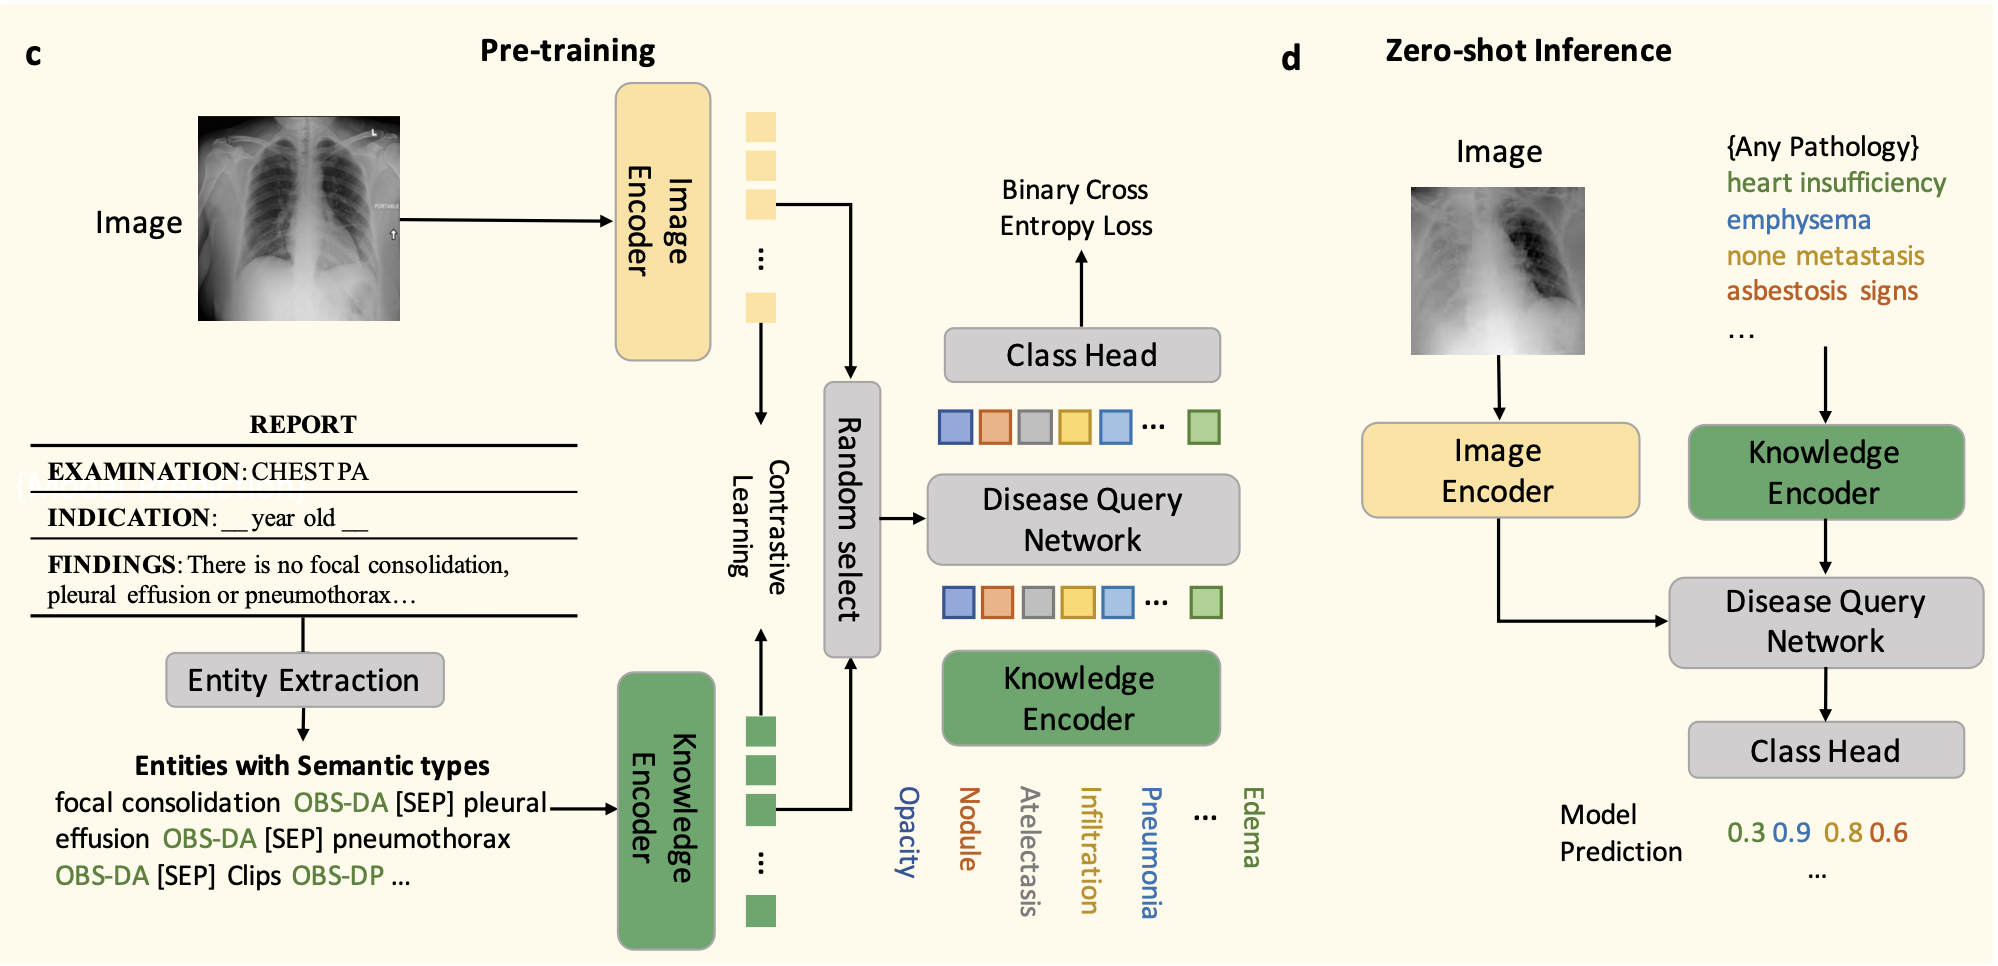 c
Pre-training
Image
Image
Encoder
REPORT
EXAMINATION: CHEST PA
INDICATION: __ year old __
FINDINGS: There is no focal consolidation,
pleural effusion or pneumothorax...
Entity Extraction
Entities with Semantic types
focal consolidation OBS-DA [SEP] pleural
effusion OBS-DA [SEP] pneumothorax
OBS-DA [SEP] Clips OBS-DP ...
Knowledge
Encoder
...
Contrastive
Learning
...
Random select
Binary Cross
Entropy Loss
Class Head
...
Disease Query
Network
...
Knowledge
Encoder
Opacity
Nodule
Atelectasis
Infiltration
Pneumonia
...
Edema
d
Zero-shot Inference
Image
{Any Pathology}
heart insufficiency
emphysema
none metastasis
asbestosis signs
...
Image
Encoder
Knowledge
Encoder
Disease Query
Network
Class Head
Model
Prediction
0.3 0.9 0.8 0.6
...
L
PORTABLE